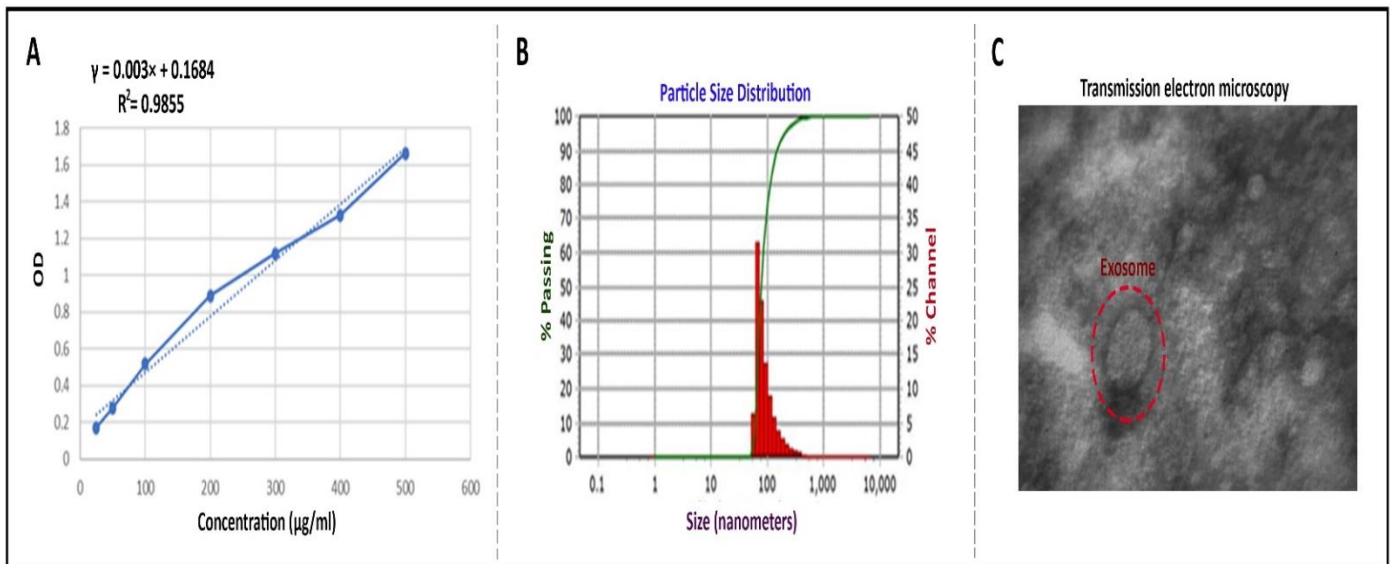 A
γ = 0.003× + 0.1684
R²= 0.9855
1.8
1.6
1.4
1.2
1
0.8
0.6
0.4
0.2
0
OD
0 100 200 300 400 500 600
Concentration (µg/ml)
B
Particle Size Distribution
100
90
80
70
60
50
40
30
20
10
0
% Passing
50
45
40
35
30
25
20
15
10
5
0
% Channel
0.1 1 10 100 1,000 10,000
Size (nanometers)
C
Transmission electron microscopy
Exosome